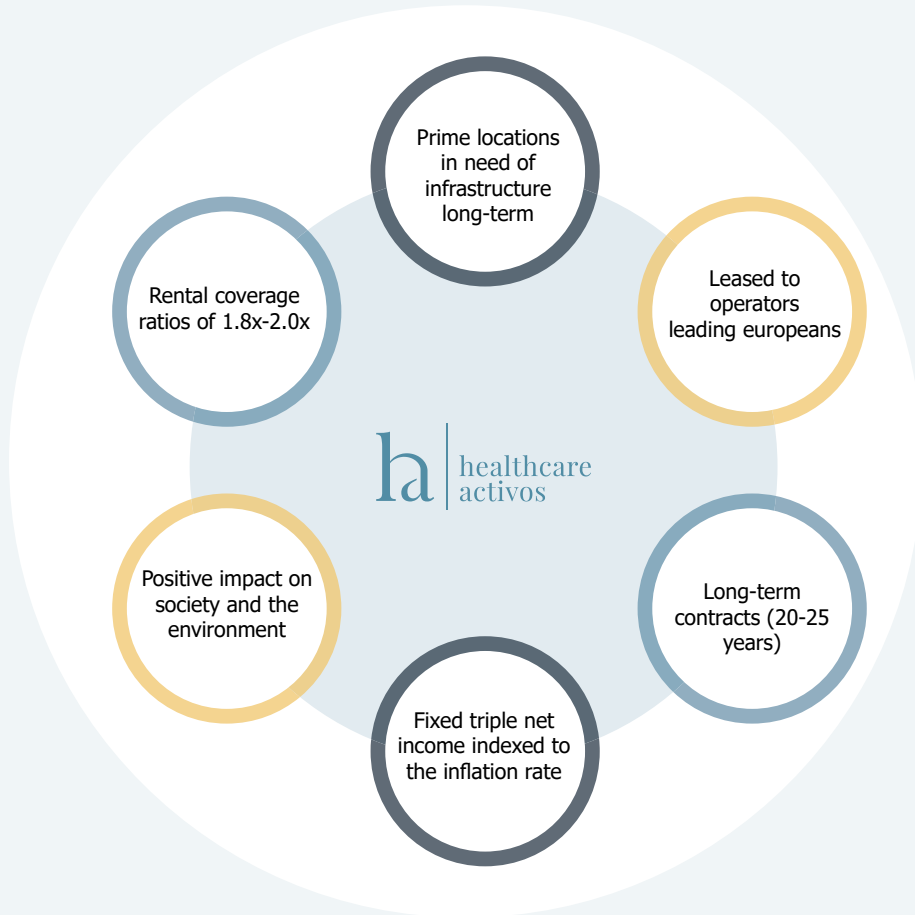 Prime locations
in need of
infrastructure
long-term
Leased to
operators
leading europeans
Long-term
contracts (20-25
years)
Fixed triple net
income indexed to
the inflation rate
Positive impact on
society and the
environment
Rental coverage
ratios of 1.8x-2.0x
ha
healthcare
activos